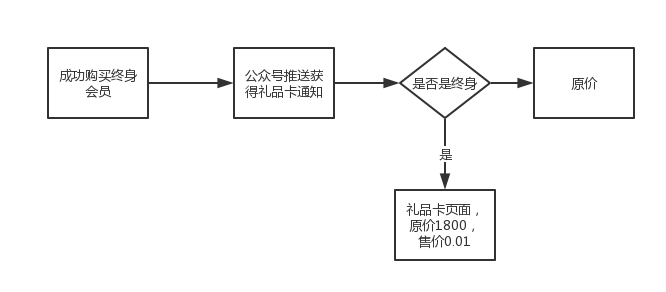 成功购买终身
会员
公众号推送获
得礼品卡通知
是否是终身
原价
是
礼品卡页面，
原价1800，
售价0.01